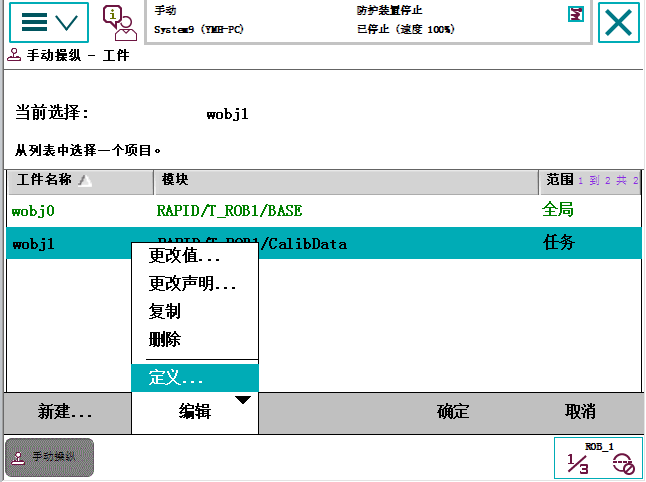 手动
防护装置停止
System9 (YMH-PC)
已停止 (速度 100%)
手动操纵 - 工件
当前选择:
wobj1
从列表中选择一个项目。
工件名称
模块
范围 1 到 2 共 2
wobj0
RAPID/T_ROB1/BASE
全局
wobj1
RAPID/T_ROB1/CalibData
任务
更改值...
更改声明...
复制
删除
定义...
新建...
编辑
确定
取消
手动操纵
ROB_1
1/3